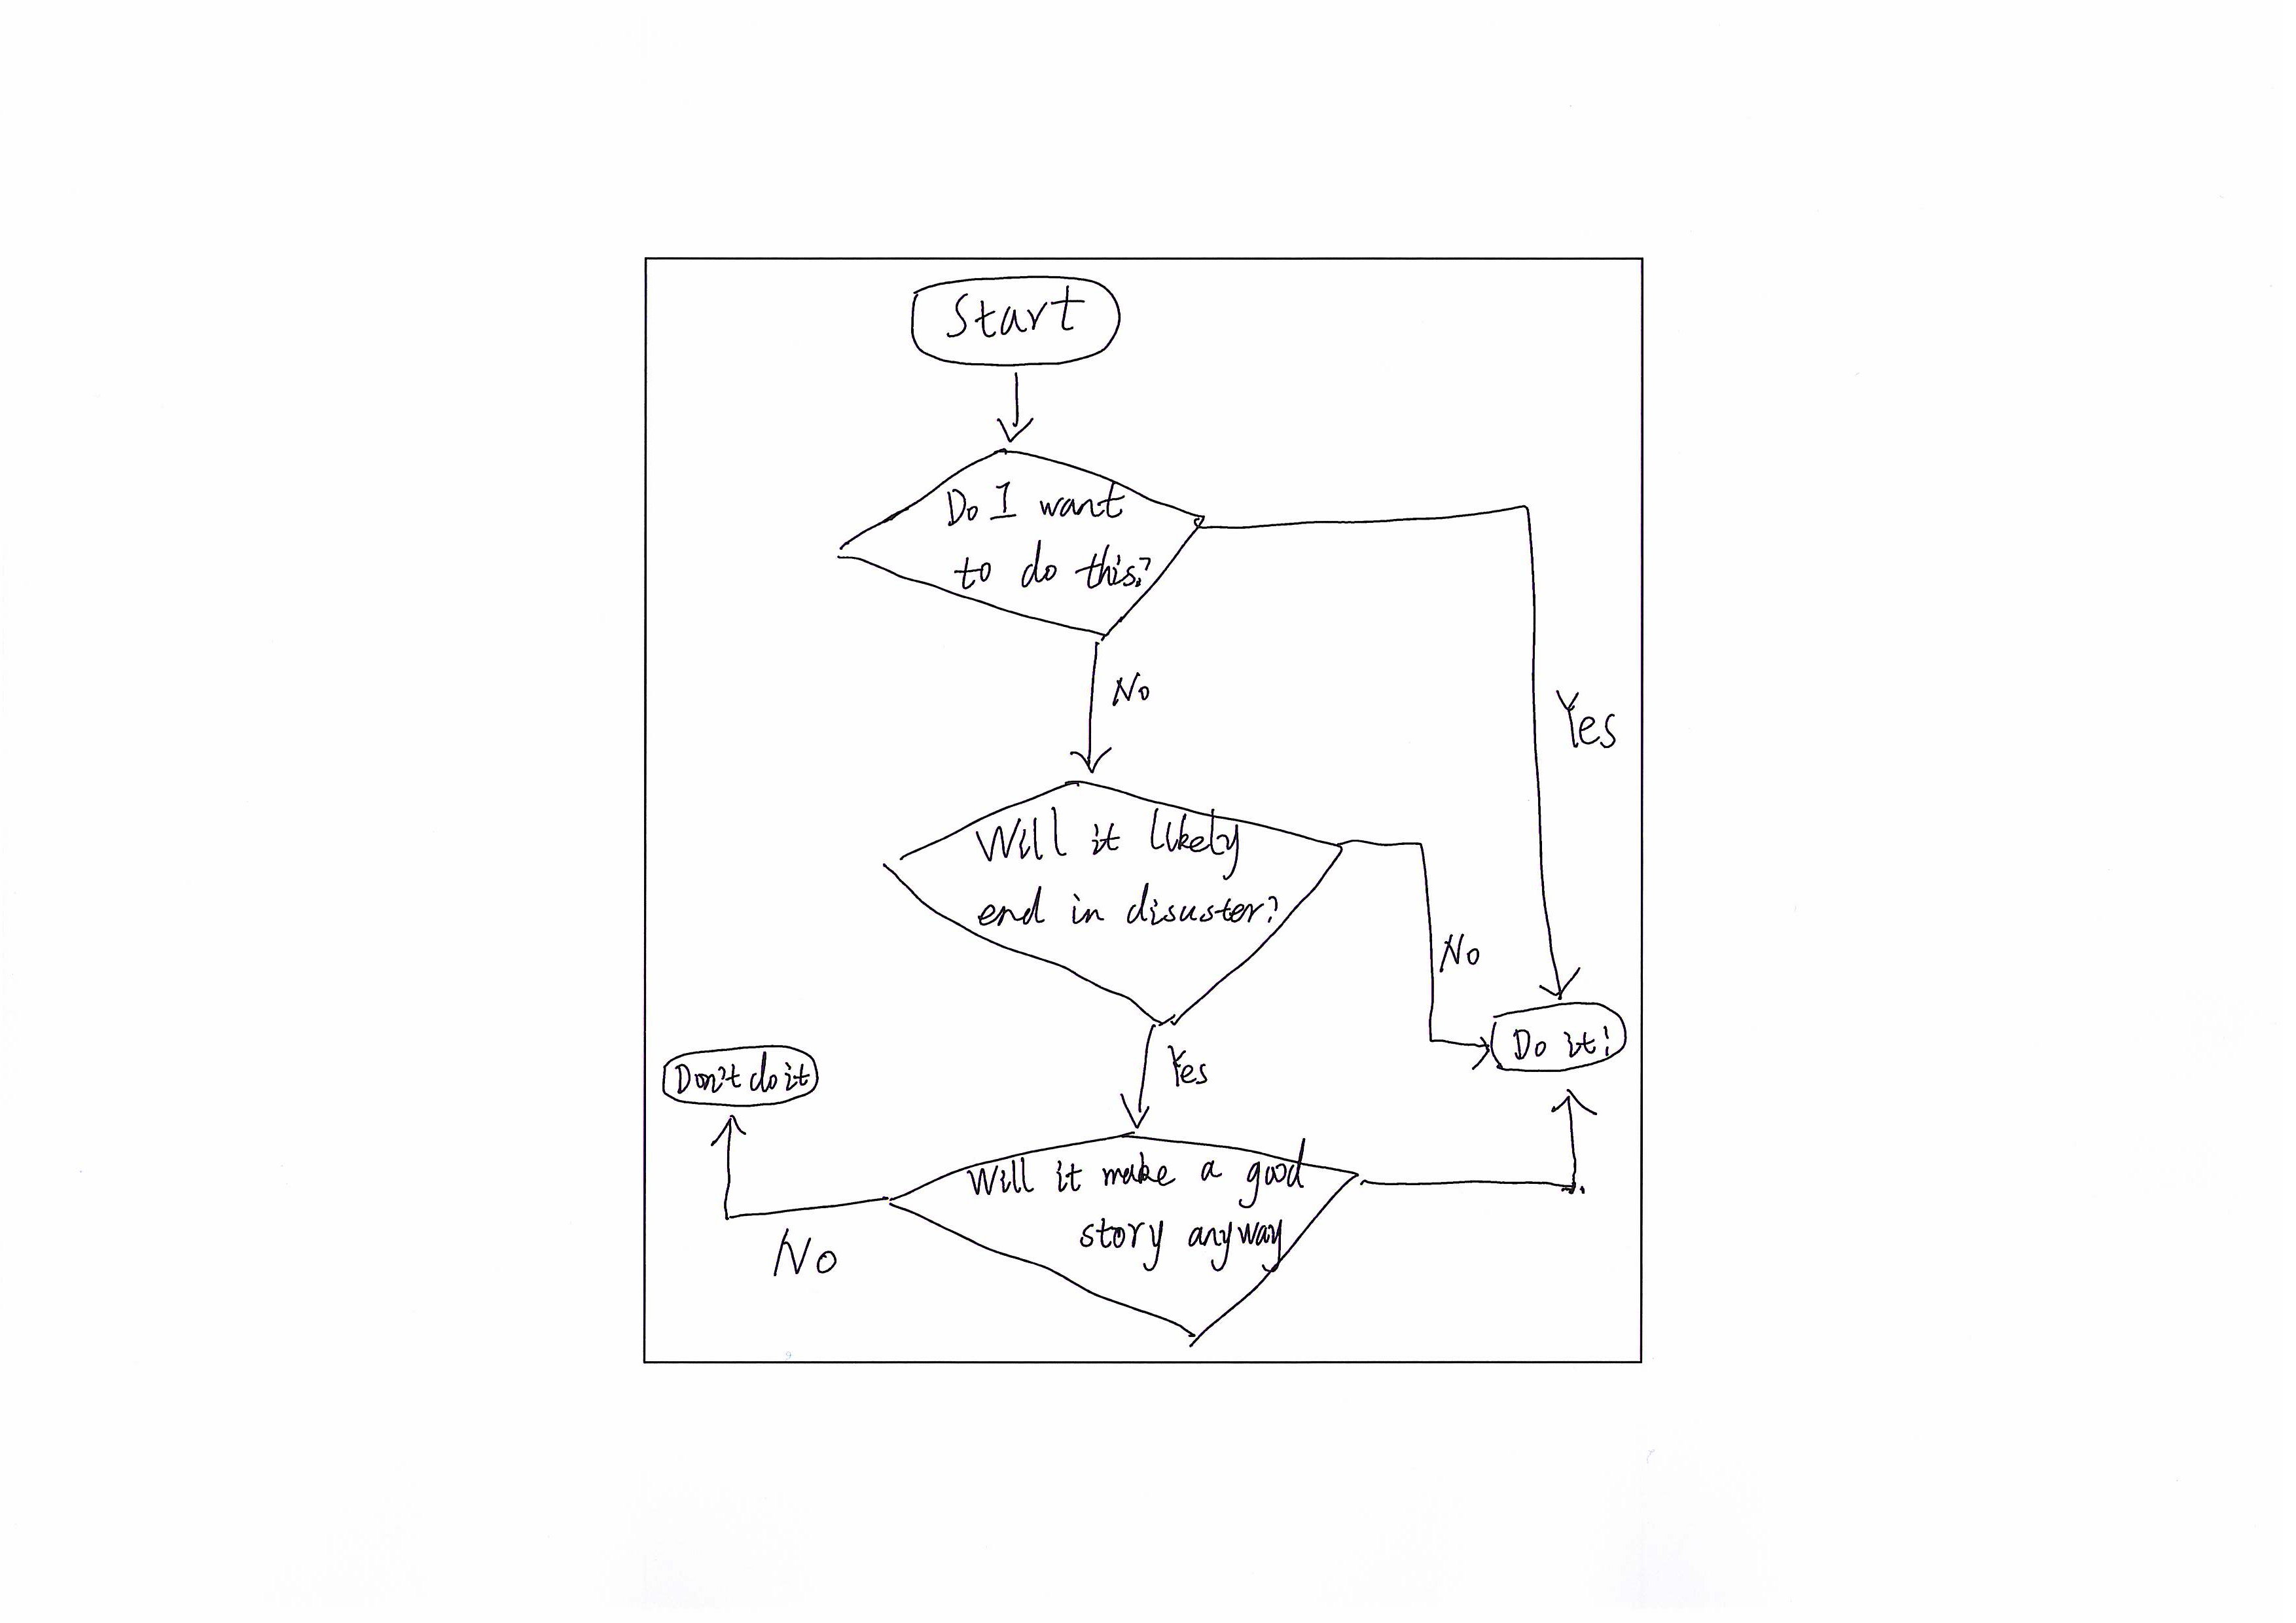 Start
Do I want
to do this?
No
Yes
Will it likely
end in disuster?
No
Do it!
Yes
Don't do it
Will it make a good
story anyway
No